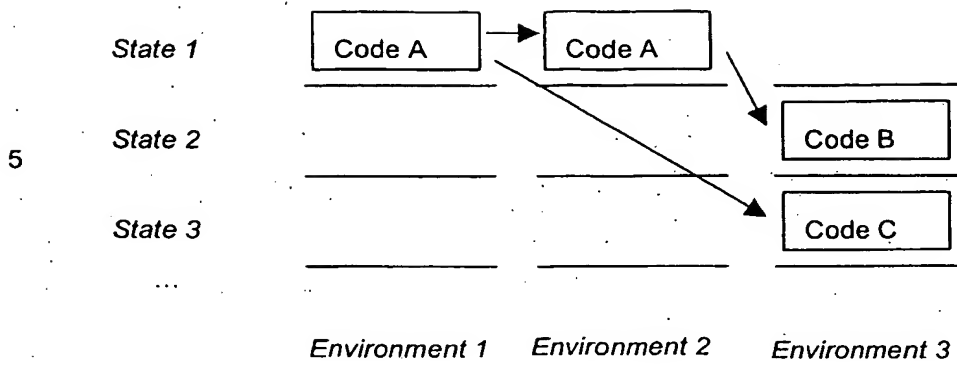 State 1 Code A Code A
State 2 Code B
5
State 3 Code C
...
Environment 1 Environment 2 Environment 3